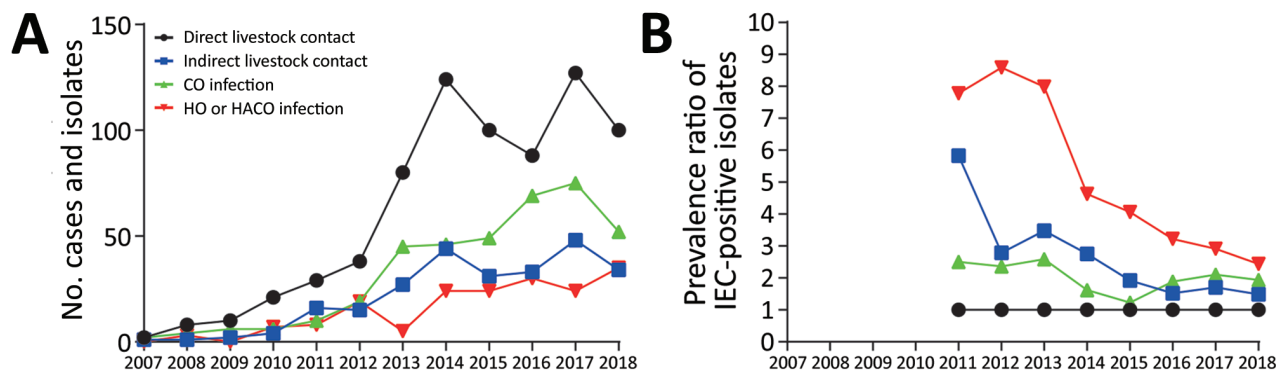 A
No. cases and isolates
150
100
50
0
Direct livestock contact
Indirect livestock contact
CO infection
HO or HACO infection
2007 2008 2009 2010 2011 2012 2013 2014 2015 2016 2017 2018
B
Prevalence ratio of
IEC-positive isolates
10
9
8
7
6
5
4
3
2
1
0
2007 2008 2009 2010 2011 2012 2013 2014 2015 2016 2017 2018